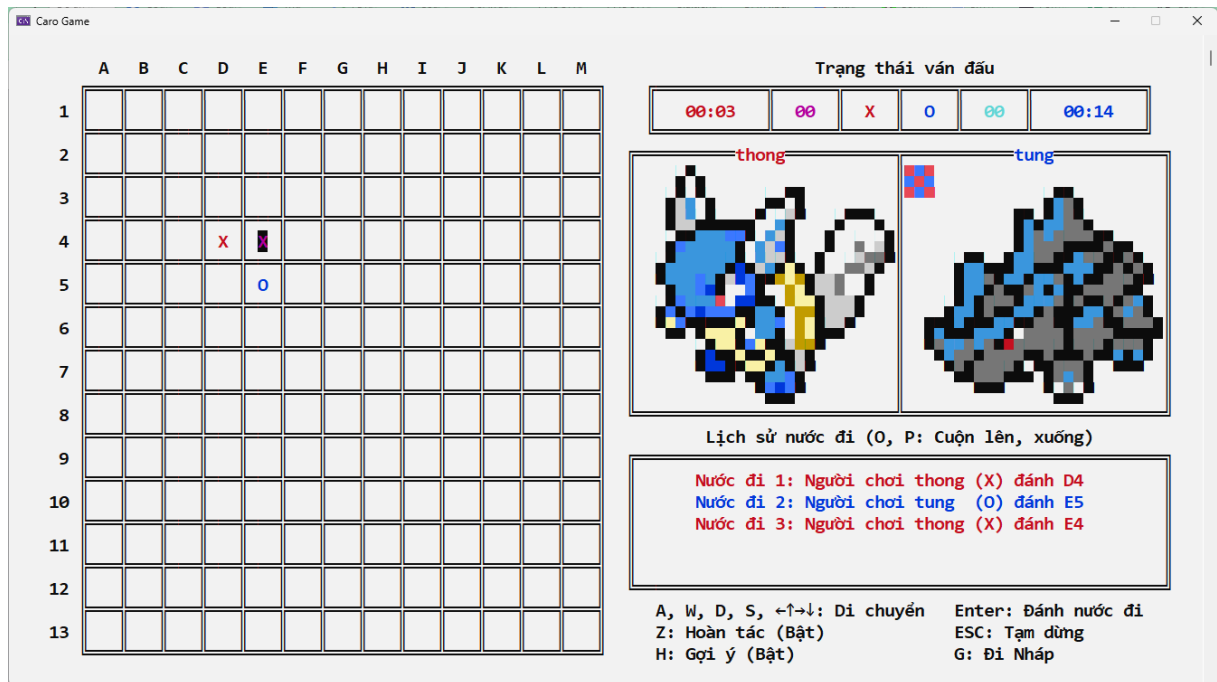 Caro Game
A B C D E F G H I J K L M
1
2
3
4 X X
5 O
6
7
8
9
10
11
12
13
Trạng thái ván đấu
00:03 00 X O 00 00:14
thong tung
Lịch sử nước đi (O, P: Cuộn lên, xuống)
Nước đi 1: Người chơi thong (X) đánh D4
Nước đi 2: Người chơi tung (O) đánh E5
Nước đi 3: Người chơi thong (X) đánh E4
A, W, D, S, ←↑→↓: Di chuyển Enter: Đánh nước đi
Z: Hoàn tác (Bật) ESC: Tạm dừng
H: Gợi ý (Bật) G: Đi Nháp